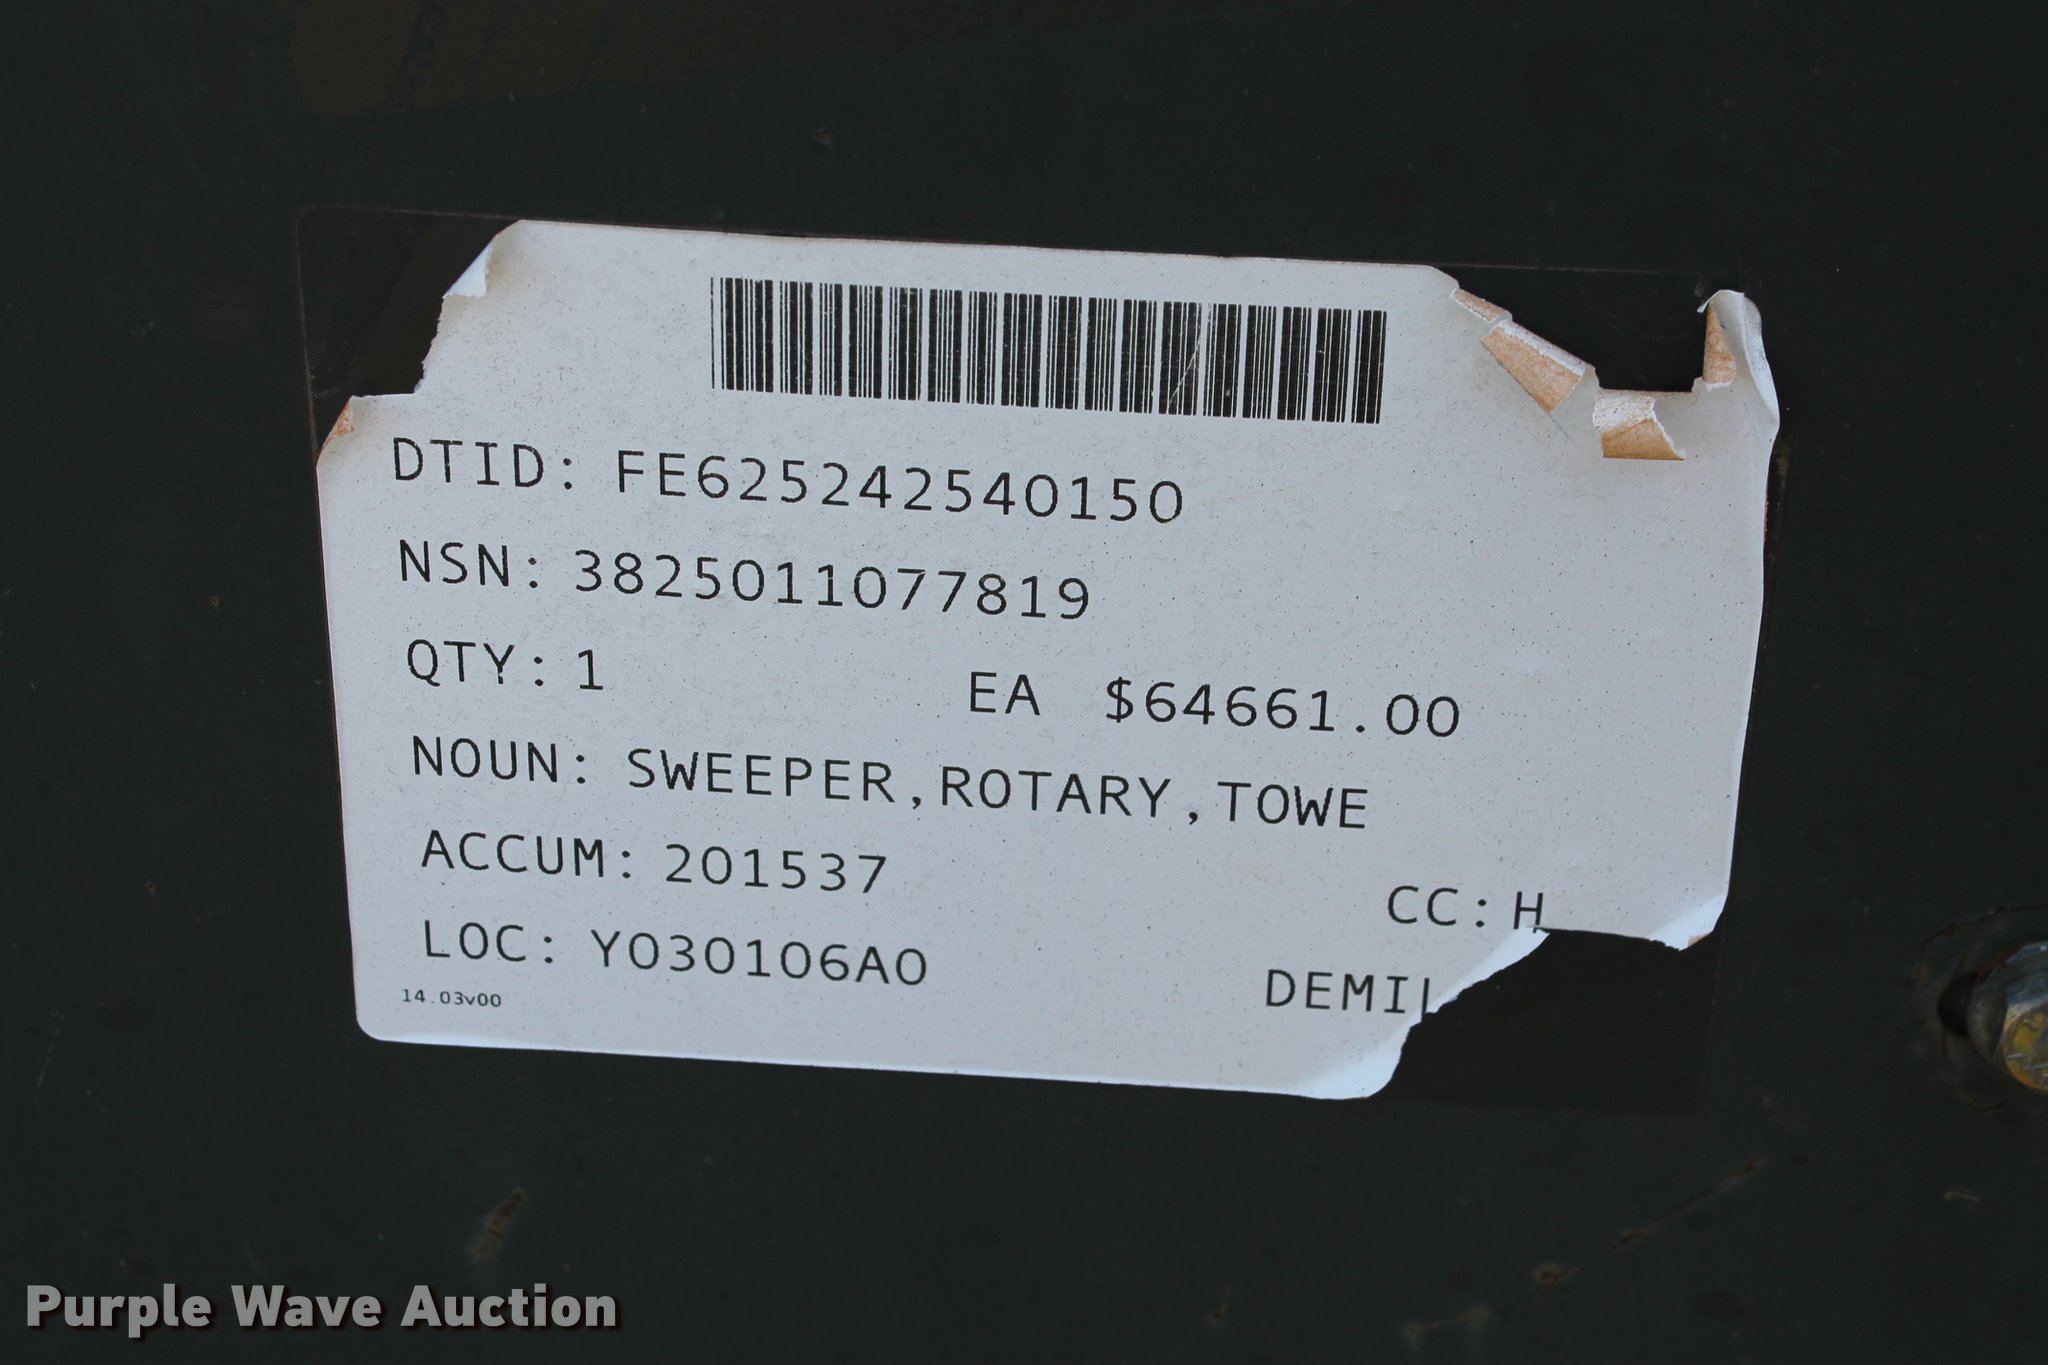 DTID: FE625242540150
NSN: 3825011077819
QTY: 1 EA $64661.00
NOUN: SWEEPER,ROTARY,TOWE
ACCUM: 201537
CC: H
LOC: Y030106A0
DEMIL
14.03v00
Purple Wave Auction